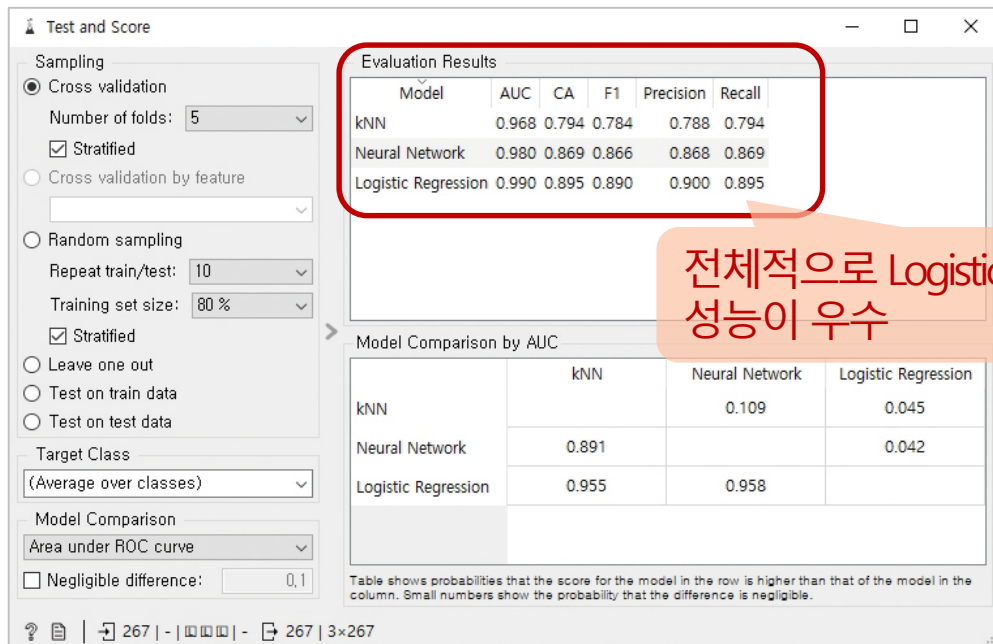 Test and Score
Sampling
Cross validation
Number of folds: 5
Stratified
Cross validation by feature
Random sampling
Repeat train/test: 10
Training set size: 80 %
Stratified
Leave one out
Test on train data
Test on test data
Target Class
(Average over classes)
Model Comparison
Area under ROC curve
Negligible difference: 0,1
Evaluation Results
Model AUC CA F1 Precision Recall
kNN 0.968 0.794 0.784 0.788 0.794
Neural Network 0.980 0.869 0.866 0.868 0.869
Logistic Regression 0.990 0.895 0.890 0.900 0.895
전체적으로 Logistic
성능이 우수
Model Comparison by AUC
kNN Neural Network Logistic Regression
kNN 0.109 0.045
Neural Network 0.891 0.042
Logistic Regression 0.955 0.958
Table shows probabilities that the score for the model in the row is higher than that of the model in the
column. Small numbers show the probability that the difference is negligible.
267 | - | - 267 | 3×267